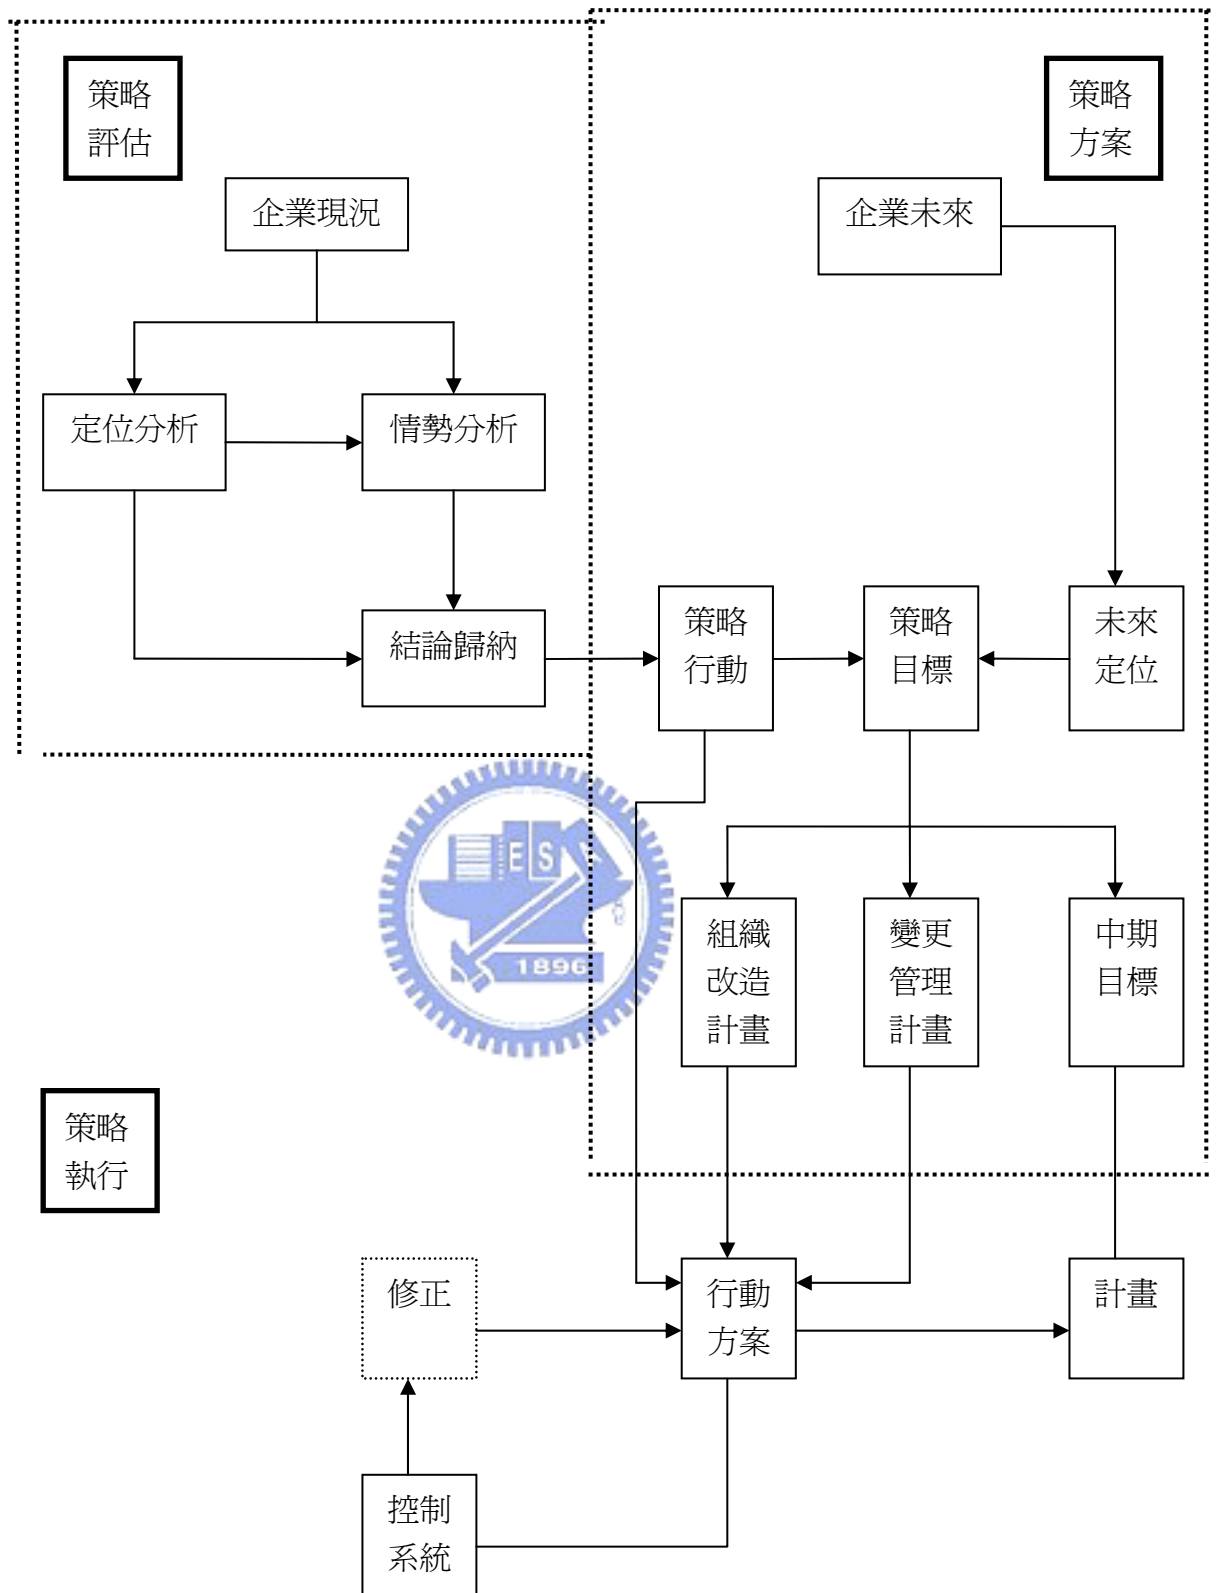 策略
評估
策略
方案
企業現況
企業未來
定位分析
情勢分析
結論歸納
策略
行動
策略
目標
未來
定位
E S
1896
組織
改造
計畫
變更
管理
計畫
中期
目標
策略
執行
修正
行動
方案
計畫
控制
系統